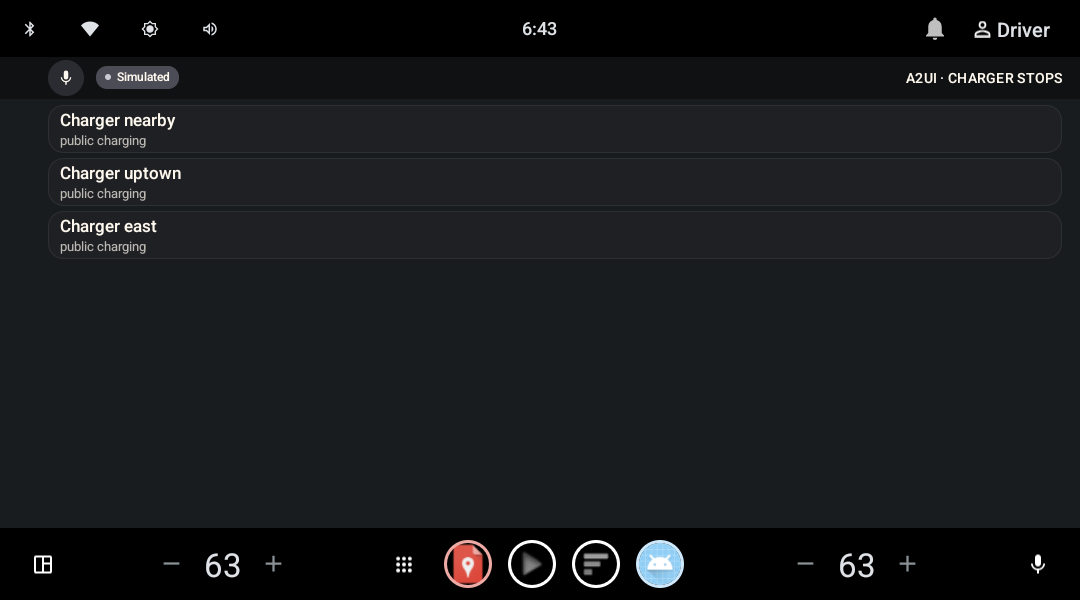 6:43
Driver
Simulated
A2UI · CHARGER STOPS
Charger nearby
public charging
Charger uptown
public charging
Charger east
public charging
63
63